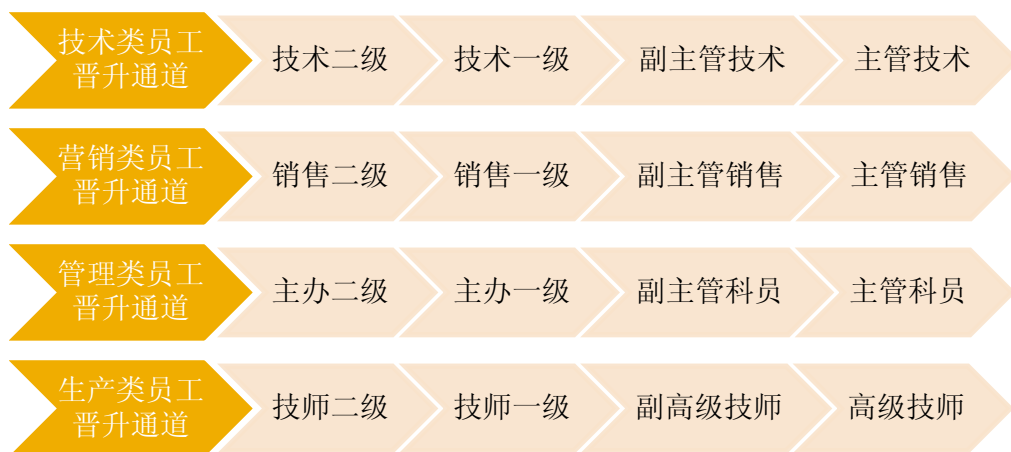 技术类员工
晋升通道
技术二级
技术一级
副主管技术
主管技术
营销类员工
晋升通道
销售二级
销售一级
副主管销售
主管销售
管理类员工
晋升通道
主办二级
主办一级
副主管科员
主管科员
生产类员工
晋升通道
技师二级
技师一级
副高级技师
高级技师